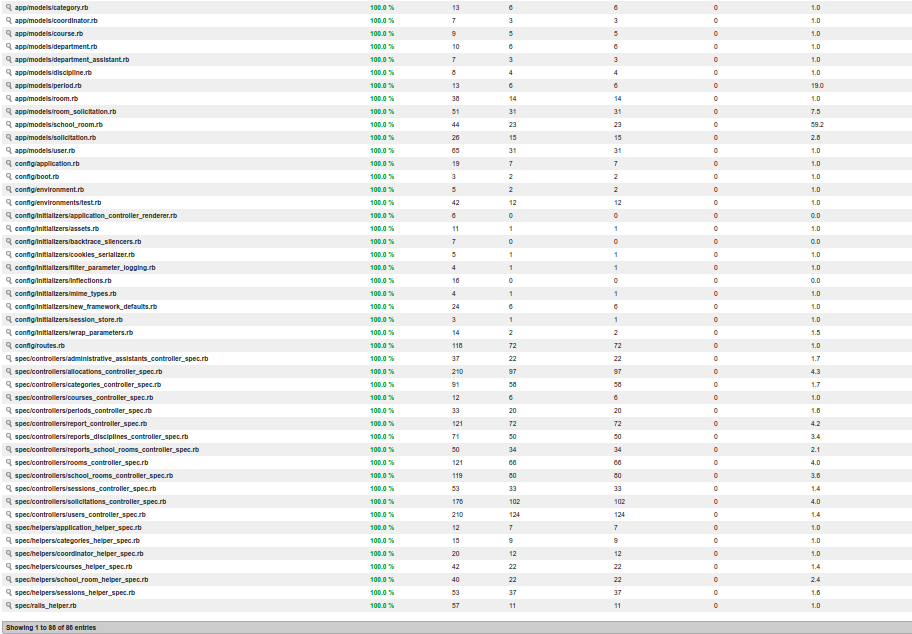 app/models/category.rb 100.0 % 13 6 6 0 1.0
app/models/coordinator.rb 100.0 % 7 3 3 0 1.0
app/models/course.rb 100.0 % 9 5 5 0 1.0
app/models/department.rb 100.0 % 10 6 6 0 1.0
app/models/department_assistant.rb 100.0 % 7 3 3 0 1.0
app/models/discipline.rb 100.0 % 8 4 4 0 1.0
app/models/period.rb 100.0 % 13 6 6 0 19.0
app/models/room.rb 100.0 % 38 14 14 0 1.0
app/models/room_solicitation.rb 100.0 % 51 31 31 0 7.5
app/models/school_room.rb 100.0 % 44 23 23 0 59.2
app/models/solicitation.rb 100.0 % 26 15 15 0 2.8
app/models/user.rb 100.0 % 65 31 31 0 1.0
config/application.rb 100.0 % 19 7 7 0 1.0
config/boot.rb 100.0 % 3 2 2 0 1.0
config/environment.rb 100.0 % 5 2 2 0 1.0
config/environments/test.rb 100.0 % 42 12 12 0 1.0
config/initializers/application_controller_renderer.rb 100.0 % 6 0 0 0 0.0
config/initializers/assets.rb 100.0 % 11 1 1 0 1.0
config/initializers/backtrace_silencers.rb 100.0 % 7 0 0 0 0.0
config/initializers/cookies_serializer.rb 100.0 % 5 1 1 0 1.0
config/initializers/filter_parameter_logging.rb 100.0 % 4 1 1 0 1.0
config/initializers/inflections.rb 100.0 % 16 0 0 0 0.0
config/initializers/mime_types.rb 100.0 % 4 1 1 0 1.0
config/initializers/new_framework_defaults.rb 100.0 % 24 6 6 0 1.0
config/initializers/session_store.rb 100.0 % 3 1 1 0 1.0
config/initializers/wrap_parameters.rb 100.0 % 14 2 2 0 1.5
config/routes.rb 100.0 % 118 72 72 0 1.0
spec/controllers/administrative_assistants_controller_spec.rb 100.0 % 37 22 22 0 1.7
spec/controllers/allocations_controller_spec.rb 100.0 % 210 97 97 0 4.3
spec/controllers/categories_controller_spec.rb 100.0 % 91 58 58 0 1.7
spec/controllers/courses_controller_spec.rb 100.0 % 12 6 6 0 1.0
spec/controllers/periods_controller_spec.rb 100.0 % 33 20 20 0 1.6
spec/controllers/report_controller_spec.rb 100.0 % 121 72 72 0 4.2
spec/controllers/reports_disciplines_controller_spec.rb 100.0 % 71 50 50 0 3.4
spec/controllers/reports_school_rooms_controller_spec.rb 100.0 % 50 34 34 0 2.1
spec/controllers/rooms_controller_spec.rb 100.0 % 121 66 66 0 4.0
spec/controllers/school_rooms_controller_spec.rb 100.0 % 119 80 80 0 3.6
spec/controllers/sessions_controller_spec.rb 100.0 % 53 33 33 0 1.4
spec/controllers/solicitations_controller_spec.rb 100.0 % 176 102 102 0 4.0
spec/controllers/users_controller_spec.rb 100.0 % 210 124 124 0 1.4
spec/helpers/application_helper_spec.rb 100.0 % 12 7 7 0 1.0
spec/helpers/categories_helper_spec.rb 100.0 % 15 9 9 0 1.0
spec/helpers/coordinator_helper_spec.rb 100.0 % 20 12 12 0 1.0
spec/helpers/courses_helper_spec.rb 100.0 % 42 22 22 0 1.4
spec/helpers/school_room_helper_spec.rb 100.0 % 40 22 22 0 2.4
spec/helpers/sessions_helper_spec.rb 100.0 % 53 37 37 0 1.6
spec/rails_helper.rb 100.0 % 57 11 11 0 1.0
Showing 1 to 86 of 86 entries